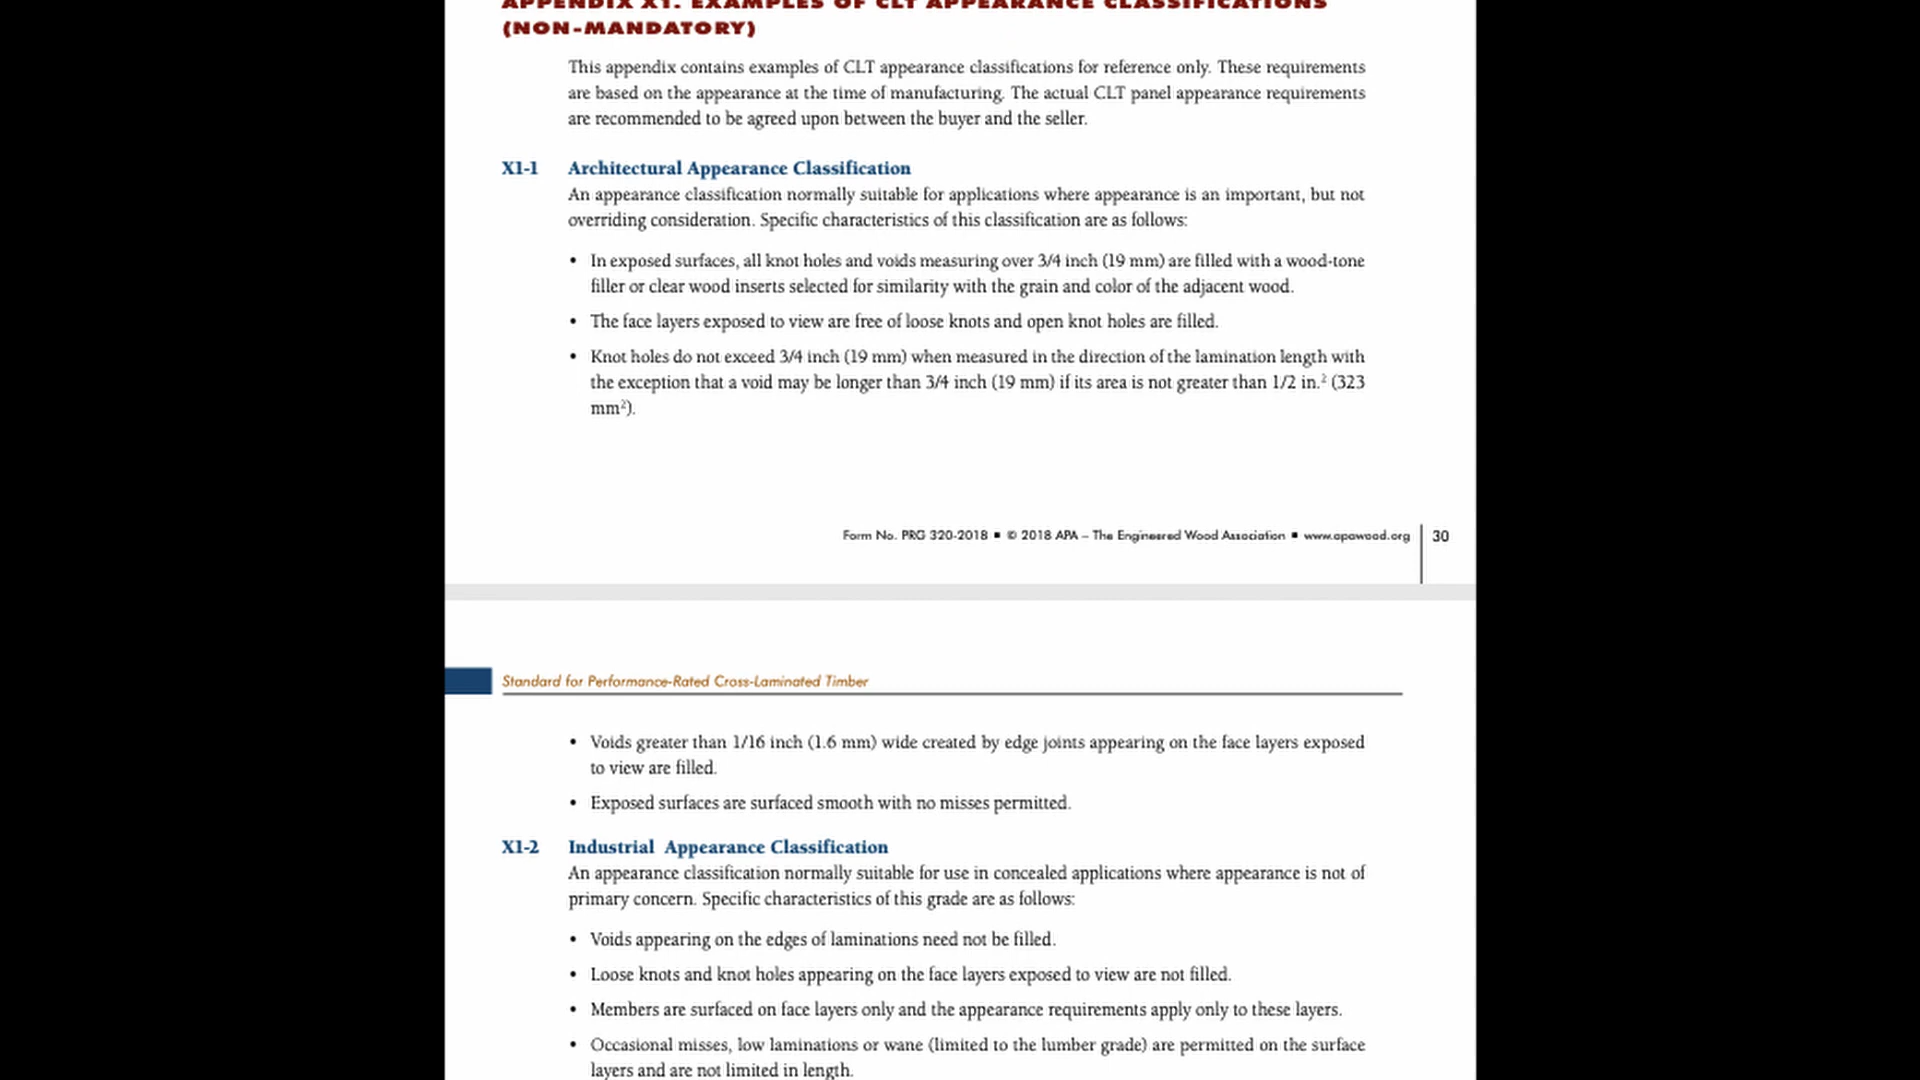 APPENDIX X1. EXAMPLES OF CLT APPEARANCE CLASSIFICATIONS
(NON-MANDATORY)
This appendix contains examples of CLT appearance classifications for reference only. These requirements
are based on the appearance at the time of manufacturing. The actual CLT panel appearance requirements
are recommended to be agreed upon between the buyer and the seller.
X1-1 Architectural Appearance Classification
An appearance classification normally suitable for applications where appearance is an important, but not
overriding consideration. Specific characteristics of this classification are as follows:
• In exposed surfaces, all knot holes and voids measuring over 3/4 inch (19 mm) are filled with a wood-tone
filler or clear wood inserts selected for similarity with the grain and color of the adjacent wood.
• The face layers exposed to view are free of loose knots and open knot holes are filled.
• Knot holes do not exceed 3/4 inch (19 mm) when measured in the direction of the lamination length with
the exception that a void may be longer than 3/4 inch (19 mm) if its area is not greater than 1/2 in.² (323
mm²).
Form No. PRG 320-2018 ■ © 2018 APA – The Engineered Wood Association ■ www.apawood.org 30
Standard for Performance-Rated Cross-Laminated Timber
• Voids greater than 1/16 inch (1.6 mm) wide created by edge joints appearing on the face layers exposed
to view are filled.
• Exposed surfaces are surfaced smooth with no misses permitted.
X1-2 Industrial Appearance Classification
An appearance classification normally suitable for use in concealed applications where appearance is not of
primary concern. Specific characteristics of this grade are as follows:
• Voids appearing on the edges of laminations need not be filled.
• Loose knots and knot holes appearing on the face layers exposed to view are not filled.
• Members are surfaced on face layers only and the appearance requirements apply only to these layers.
• Occasional misses, low laminations or wane (limited to the lumber grade) are permitted on the surface
layers and are not limited in length.